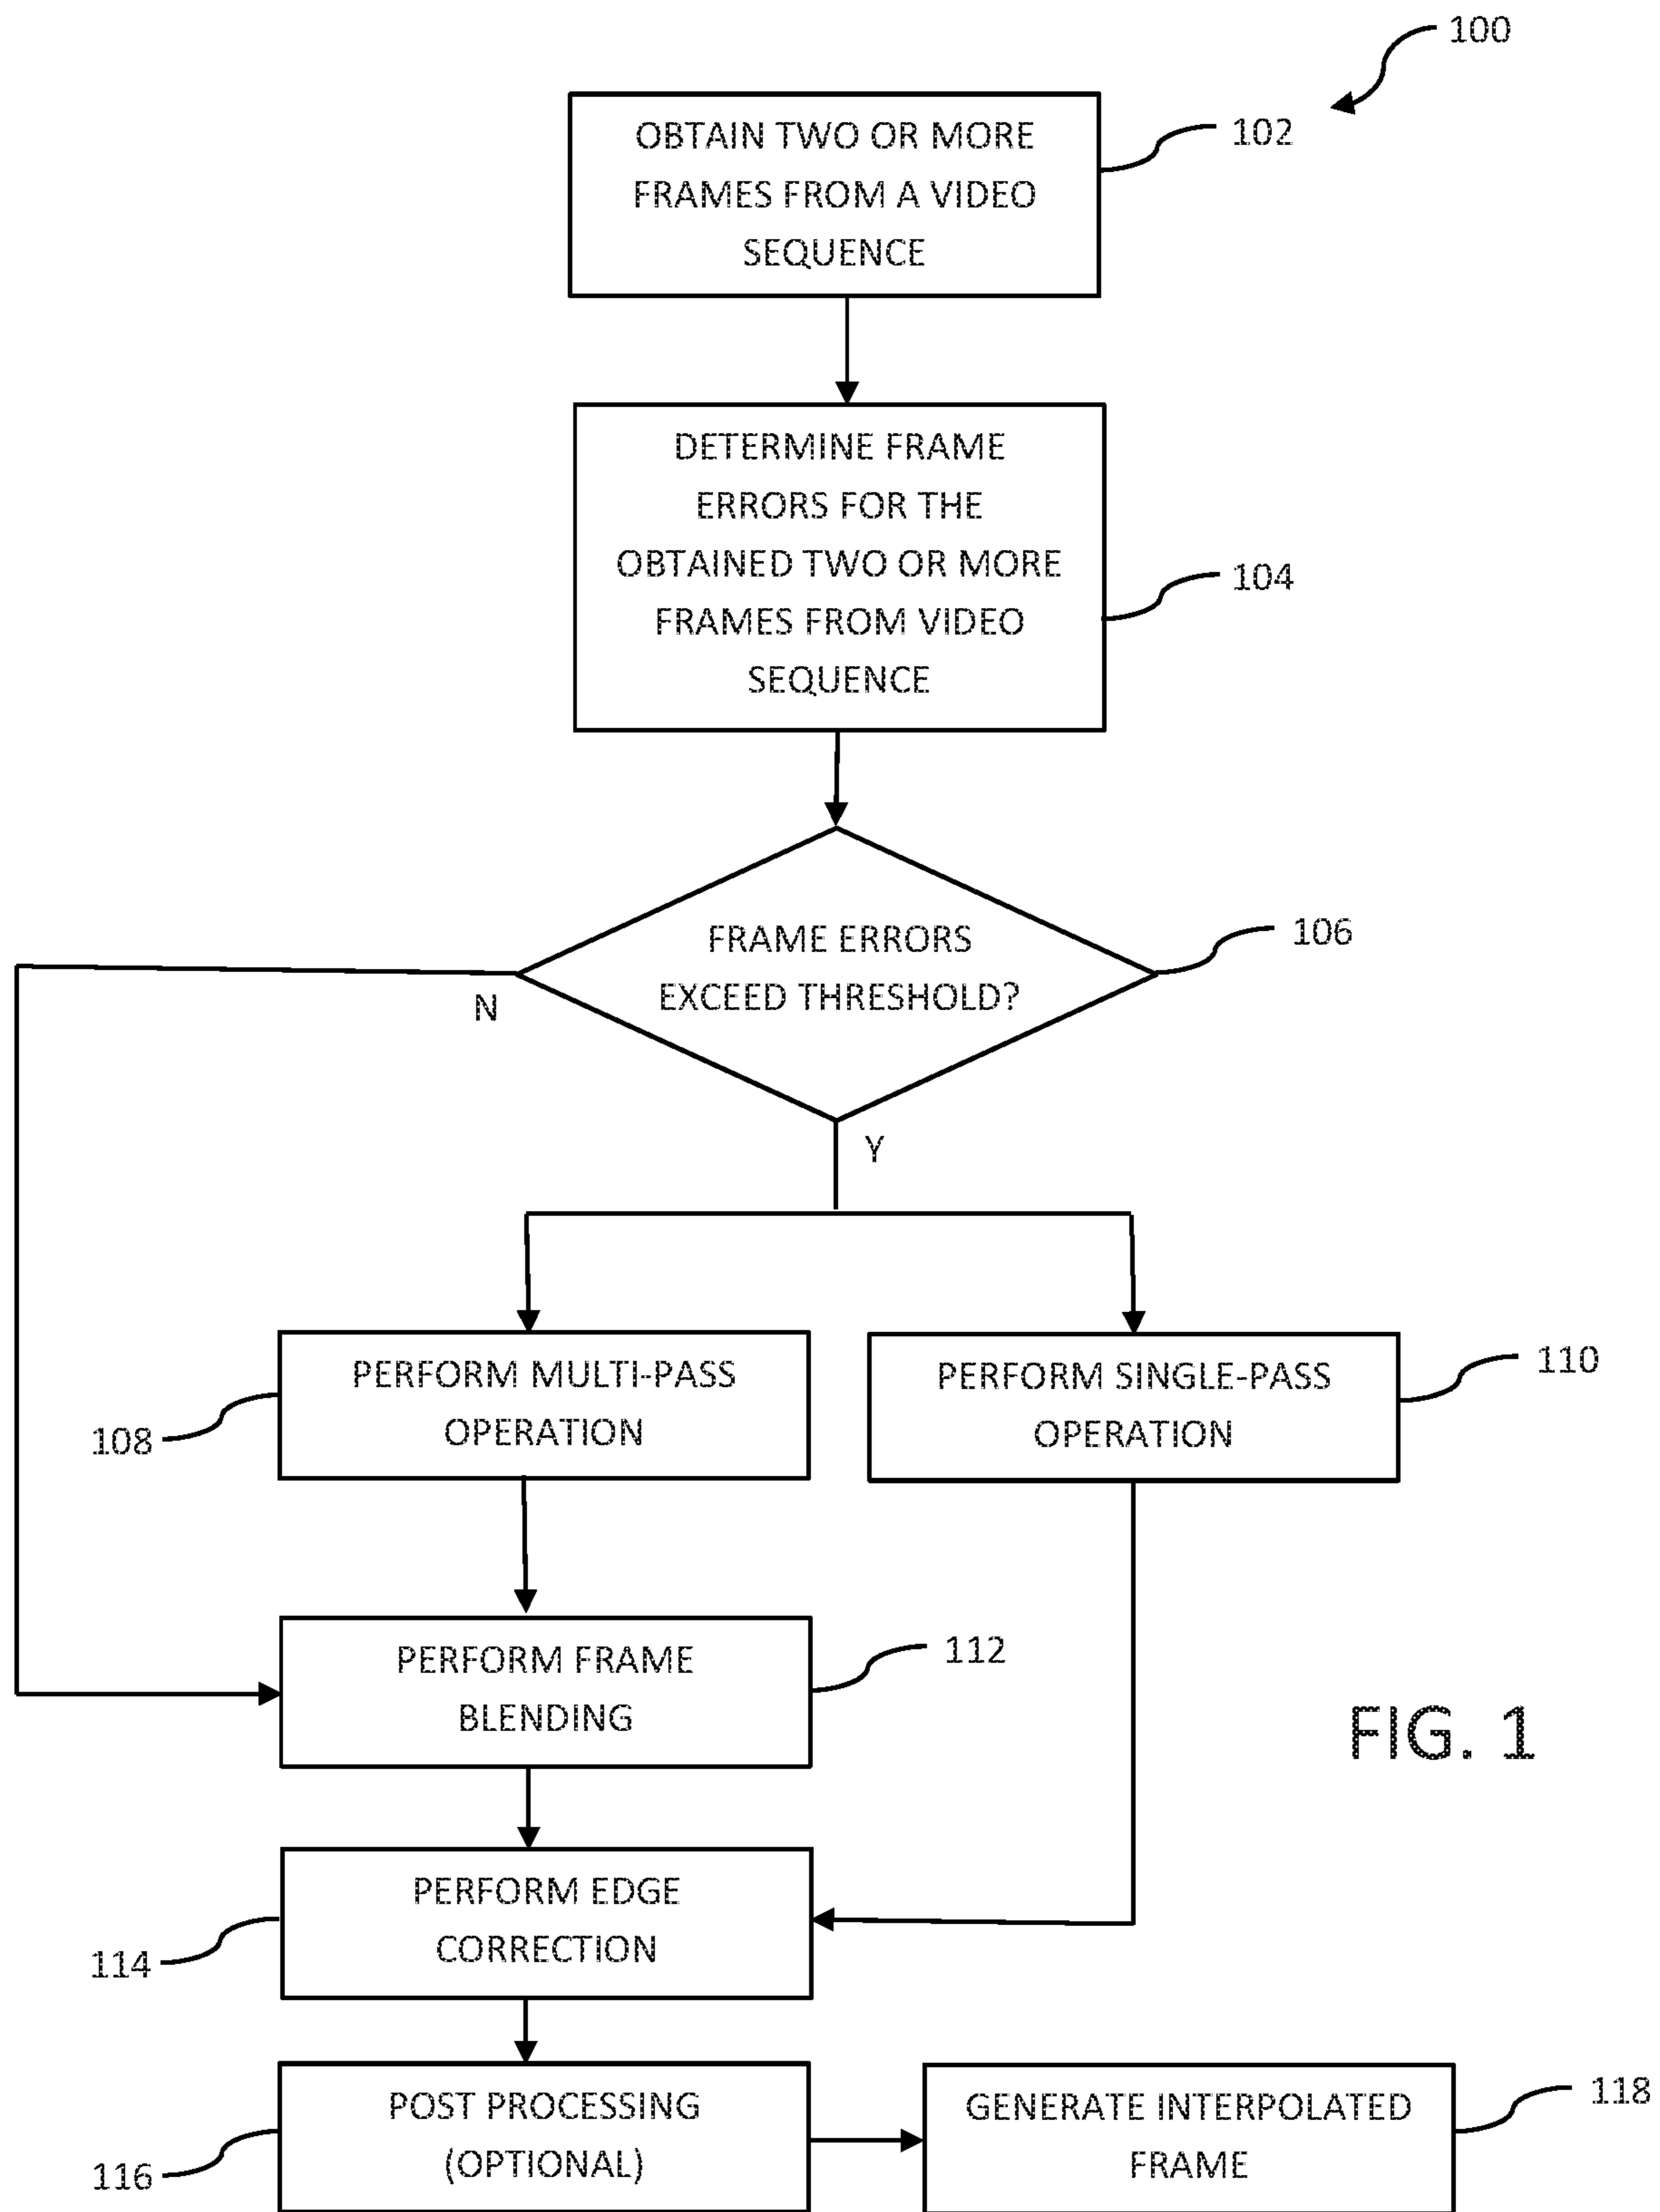 100
OBTAIN TWO OR MORE
FRAMES FROM A VIDEO
SEQUENCE
102
DETERMINE FRAME
ERRORS FOR THE
OBTAINED TWO OR MORE
FRAMES FROM VIDEO
SEQUENCE
104
FRAME ERRORS
EXCEED THRESHOLD?
106
N
Y
PERFORM MULTI-PASS
OPERATION
108
PERFORM SINGLE-PASS
OPERATION
110
PERFORM FRAME
BLENDING
112
FIG. 1
PERFORM EDGE
CORRECTION
114
POST PROCESSING
(OPTIONAL)
116
GENERATE INTERPOLATED
FRAME
118